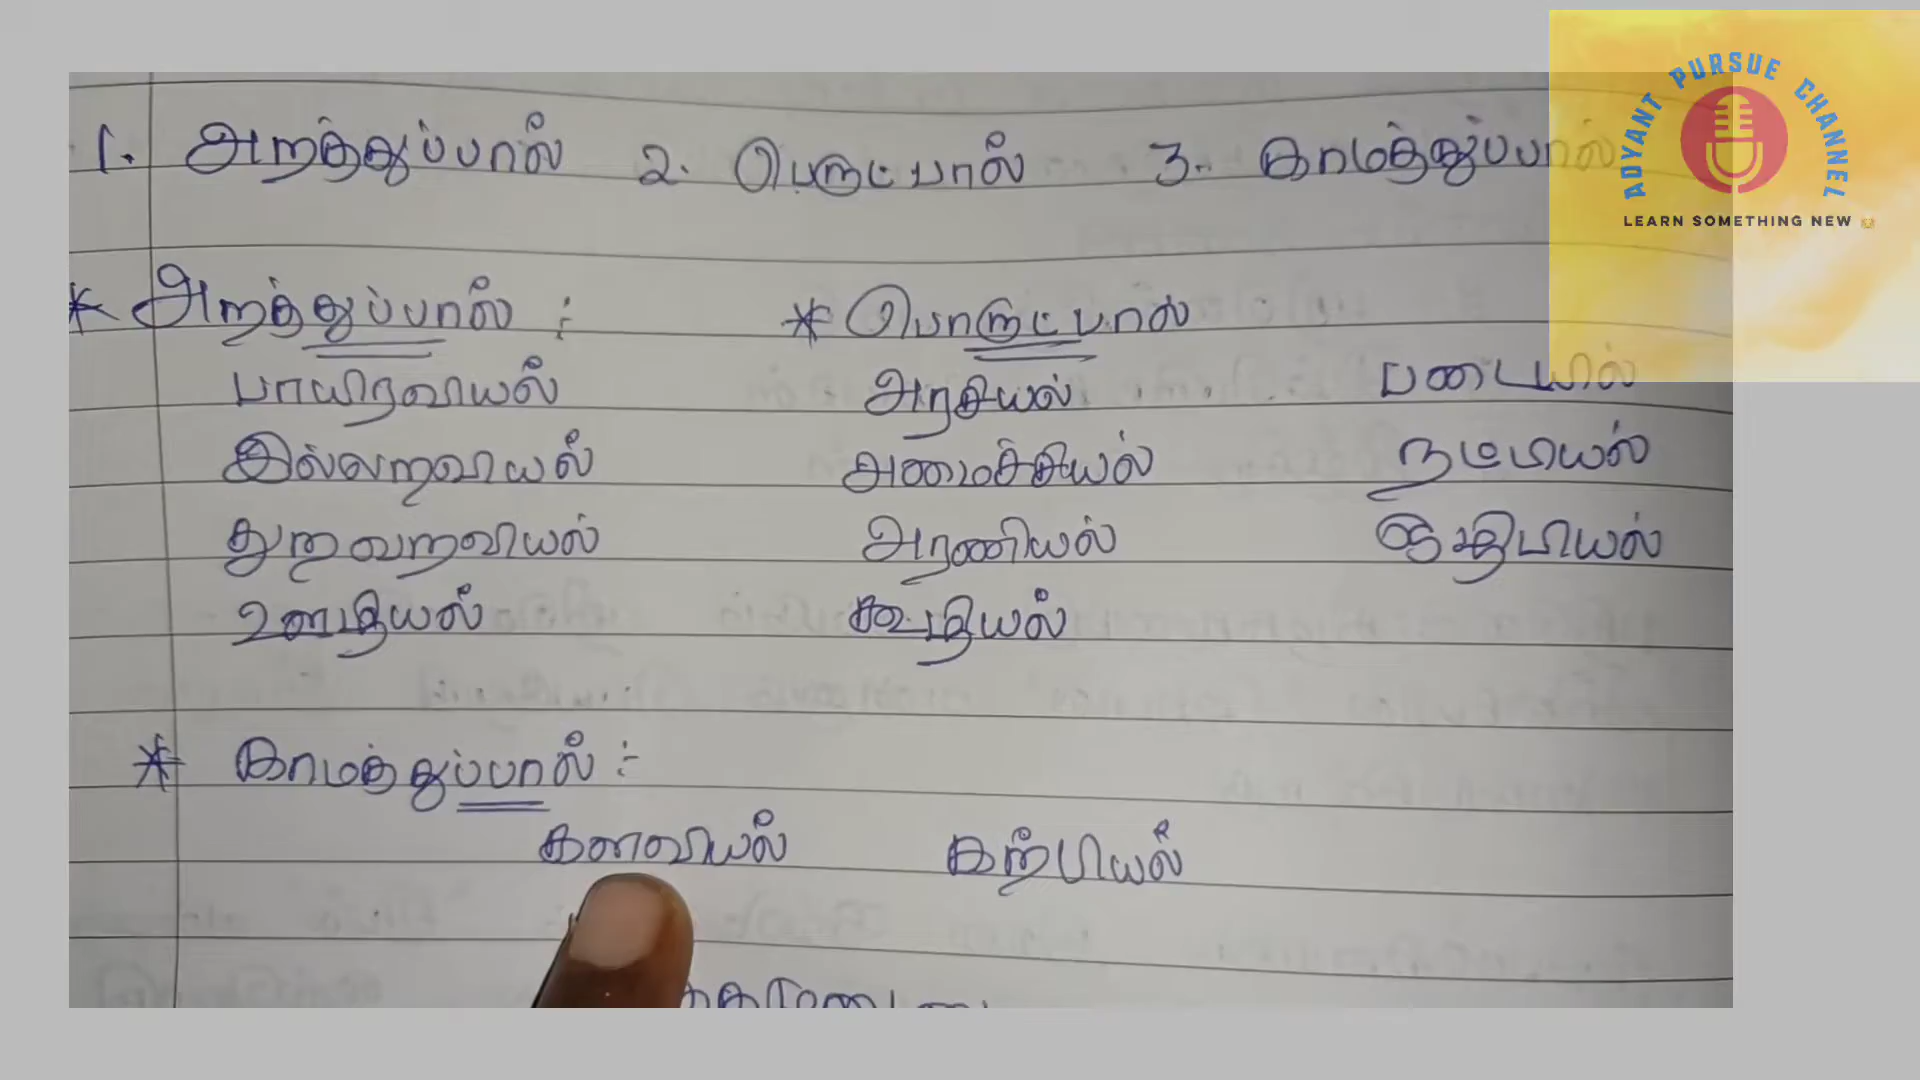 1. அறத்துப்பால் 2. பெருட்பால் 3. காமத்துப்பால்
ADYANT PURSUE CHANNEL
LEARN SOMETHING NEW
* அறத்துப்பால் :- * பொருட்பால்
பாயிரவியல் அரசியல் படையில்
இல்லறவியல் அமைச்சியல் நட்பியல்
துறவறவியல் அரணியல் குடியியல்
ஊழியல் கூழியல்
* காமத்துப்பால் :-
களவியல் கற்பியல்